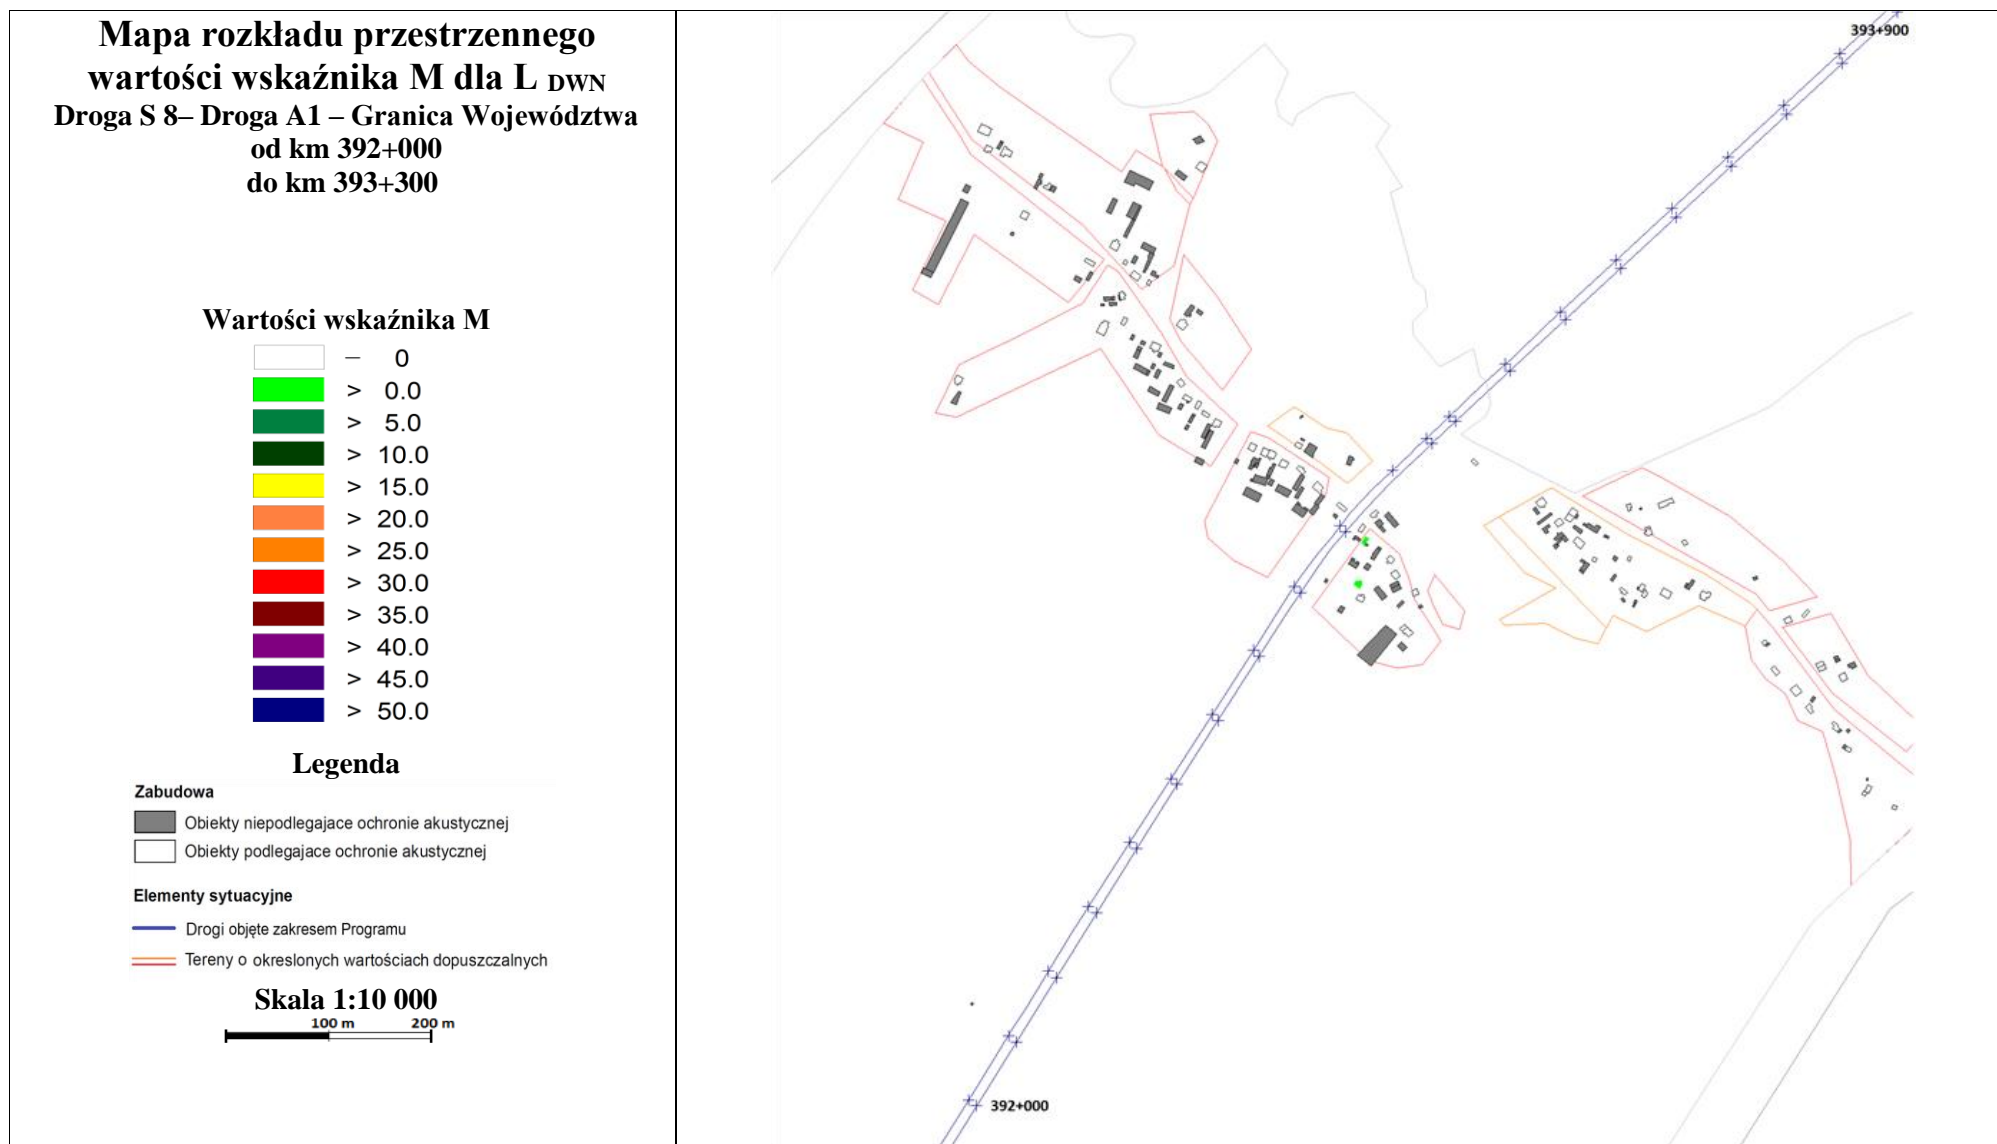 Mapa rozkładu przestrzennego
wartości wskaźnika M dla L DWN
Droga S 8– Droga A1 – Granica Województwa
od km 392+000
do km 393+300
Wartości wskaźnika M
– 0
> 0.0
> 5.0
> 10.0
> 15.0
> 20.0
> 25.0
> 30.0
> 35.0
> 40.0
> 45.0
> 50.0
Legenda
Zabudowa
Obiekty niepodlegajace ochronie akustycznej
Obiekty podlegajace ochronie akustycznej
Elementy sytuacyjne
Drogi objęte zakresem Programu
Tereny o okreslonych wartościach dopuszczalnych
Skala 1:10 000
100 m 200 m
393+900
392+000